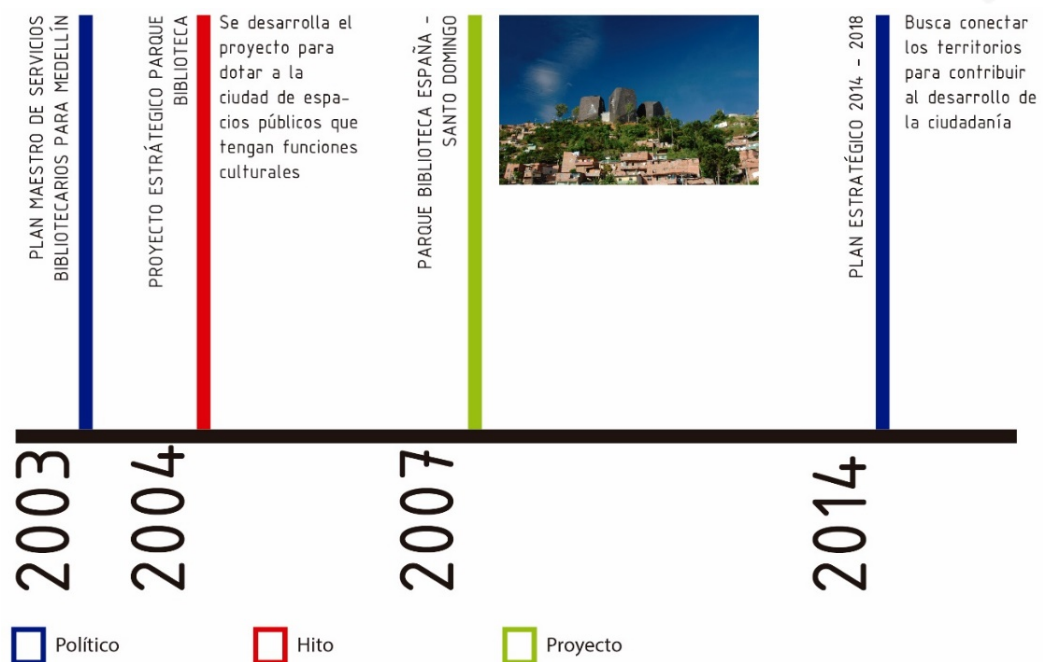 PLAN MAESTRO DE SERVICIOS
BIBLIOTECARIOS PARA MEDELLÍN
PROYECTO ESTRÁTEGICO PARQUE
BIBLIOTECA
Se desarrolla el
proyecto para
dotar a la
ciudad de espa-
cios públicos que
tengan funciones
culturales
PARQUE BIBLIOTECA ESPAÑA -
SANTO DOMINGO
PLAN ESTRATÉGICO 2014 - 2018
Busca conectar
los territorios
para contribuir
al desarrollo de
la ciudadanía
2003
2004
2007
2014
Político
Hito
Proyecto